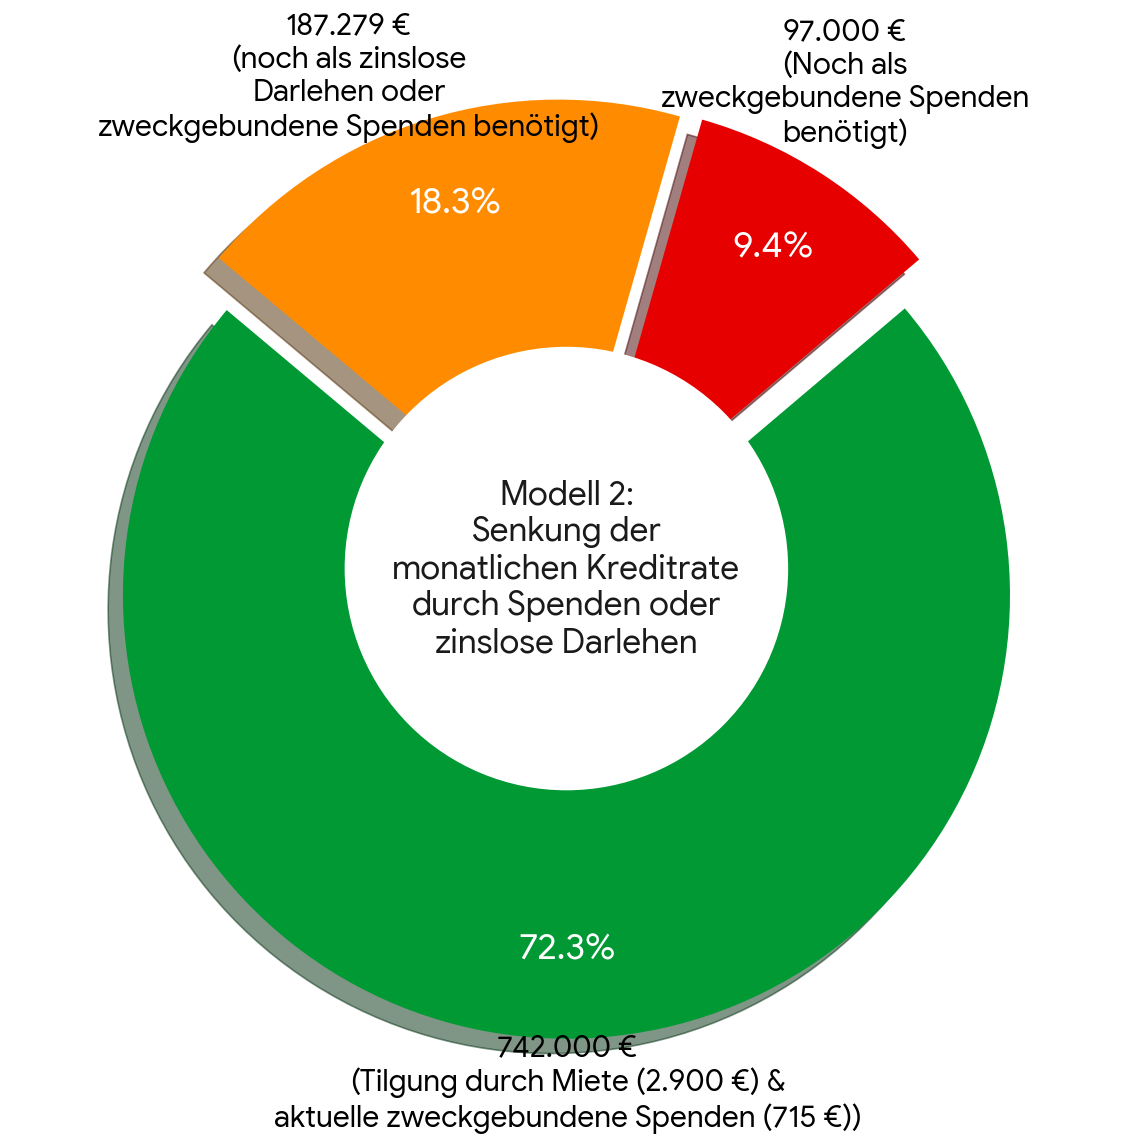 187.279 €
(noch als zinslose
Darlehen oder
zweckgebundene Spenden benötigt)
97.000 €
(Noch als
zweckgebundene Spenden
benötigt)
18.3%
9.4%
Modell 2:
Senkung der
monatlichen Kreditrate
durch Spenden oder
zinslose Darlehen
72.3%
742.000 €
(Tilgung durch Miete (2.900 €) &
aktuelle zweckgebundene Spenden (715 €))